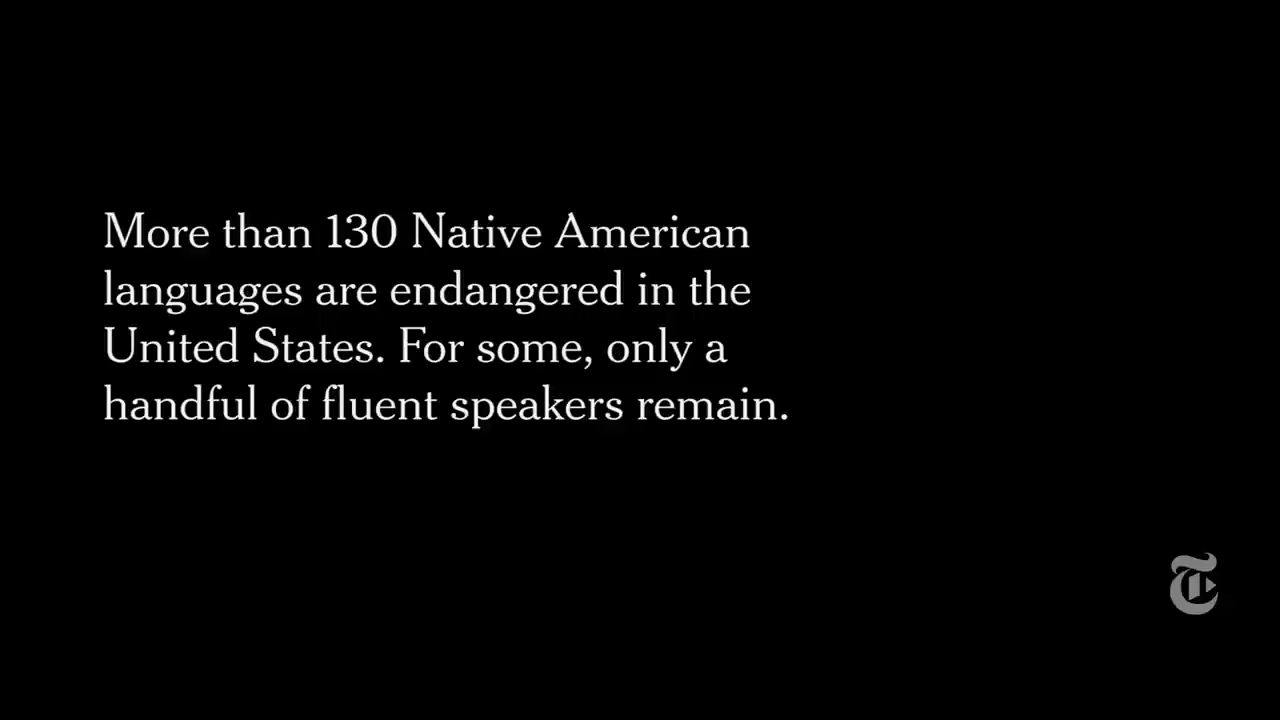 More than 130 Native American
languages are endangered in the
United States. For some, only a
handful of fluent speakers remain.
T